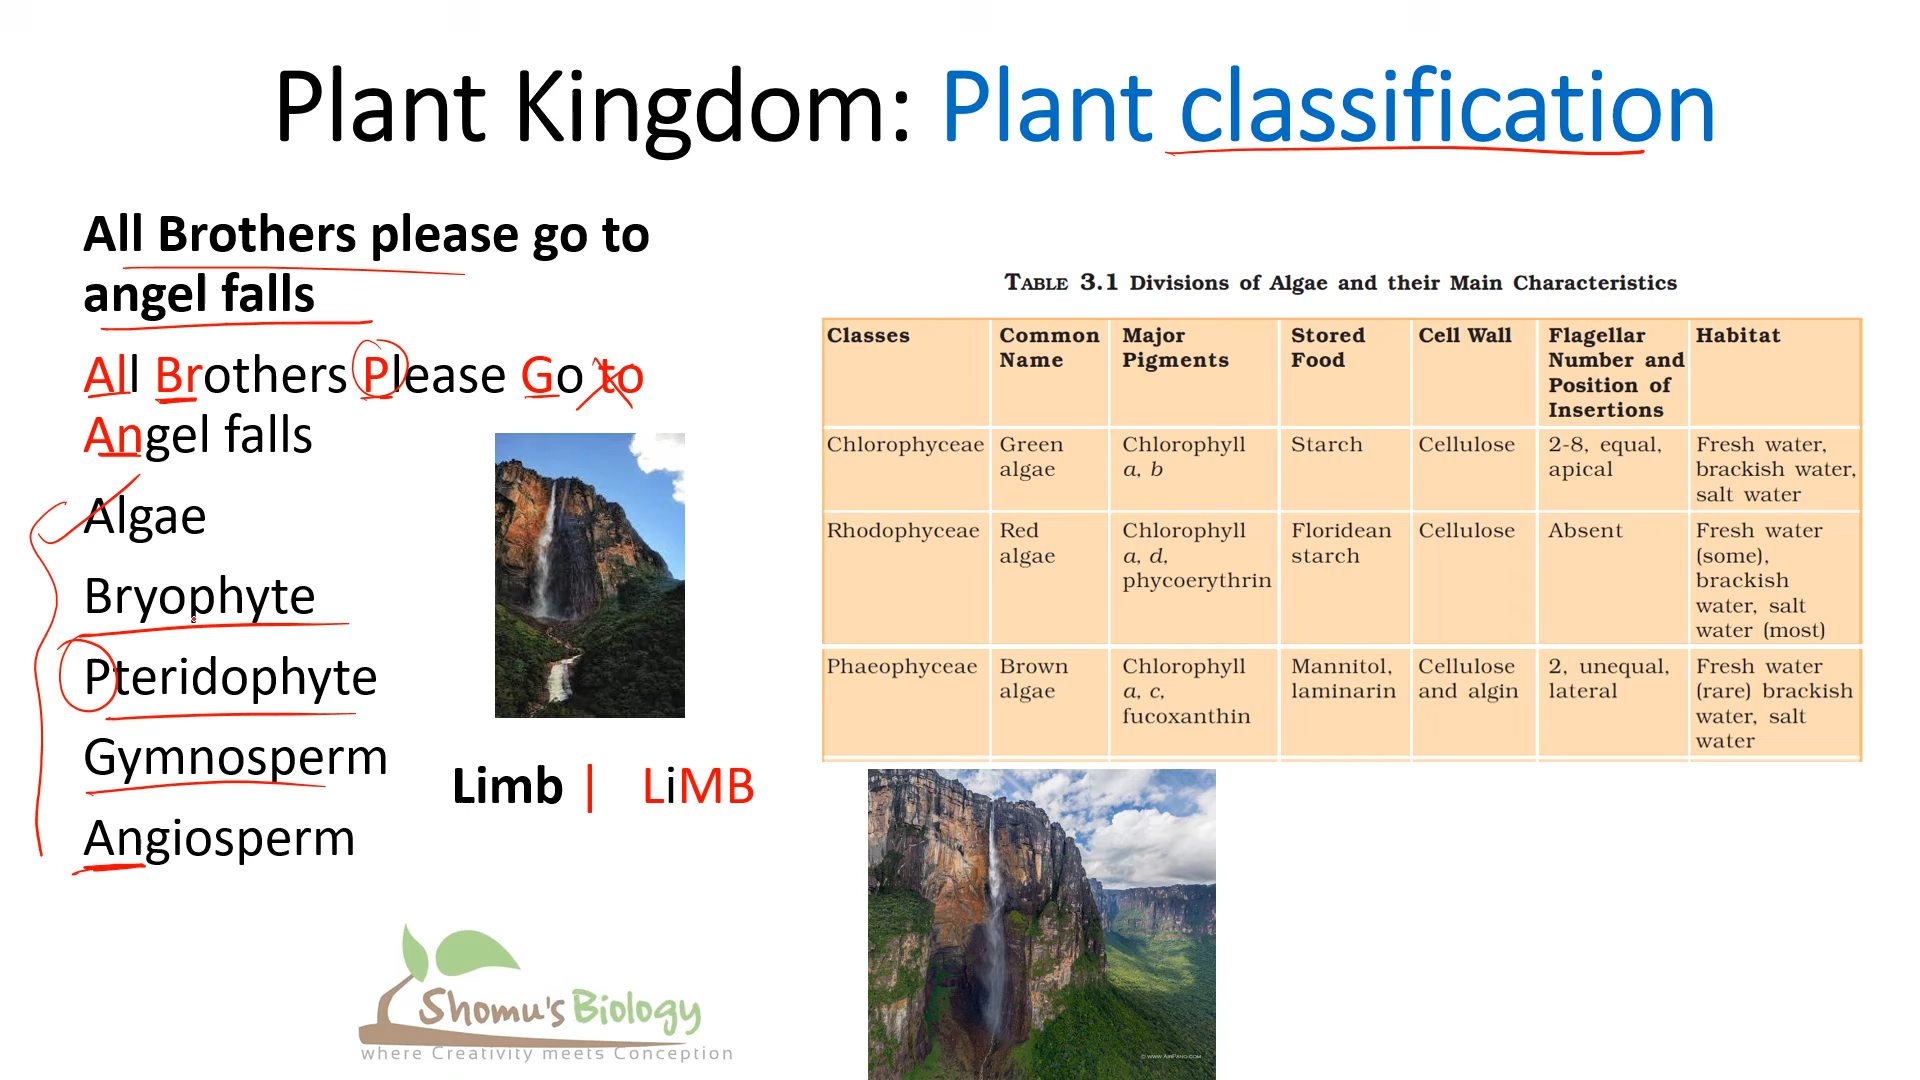 Plant Kingdom: Plant classification
All Brothers please go to
angel falls
All Brothers Please Go to
Angel falls
Algae
Bryophyte
Pteridophyte
Gymnosperm
Angiosperm
Limb | LiMB
TABLE 3.1 Divisions of Algae and their Main Characteristics
Classes
Common
Name
Major
Pigments
Stored
Food
Cell Wall
Flagellar
Number and
Position of
Insertions
Habitat
Chlorophyceae
Green
algae
Chlorophyll
a, b
Starch
Cellulose
2-8, equal,
apical
Fresh water,
brackish water,
salt water
Rhodophyceae
Red
algae
Chlorophyll
a, d,
phycoerythrin
Floridean
starch
Cellulose
Absent
Fresh water
(some),
brackish
water, salt
water (most)
Phaeophyceae
Brown
algae
Chlorophyll
a, c,
fucoxanthin
Mannitol,
laminarin
Cellulose
and algin
2, unequal,
lateral
Fresh water
(rare) brackish
water, salt
water
Shomu's Biology
where Creativity meets Conception
© WWW.AIRPANO.COM